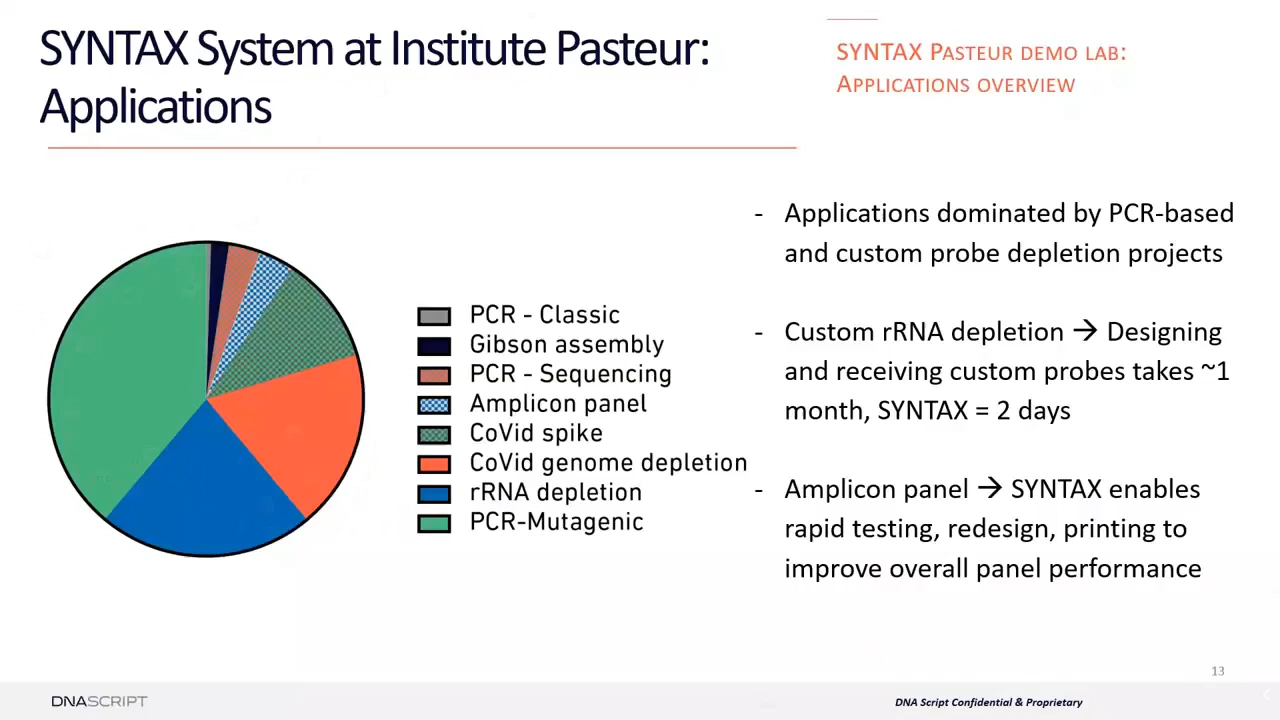 SYNTAX System at Institute Pasteur:
Applications
SYNTAX PASTEUR DEMO LAB:
APPLICATIONS OVERVIEW
PCR - Classic
Gibson assembly
PCR - Sequencing
Amplicon panel
CoVid spike
CoVid genome depletion
rRNA depletion
PCR-Mutagenic
- Applications dominated by PCR-based
and custom probe depletion projects
- Custom rRNA depletion → Designing
and receiving custom probes takes ~1
month, SYNTAX = 2 days
- Amplicon panel → SYNTAX enables
rapid testing, redesign, printing to
improve overall panel performance
13
DNASCRIPT
DNA Script Confidential & Proprietary